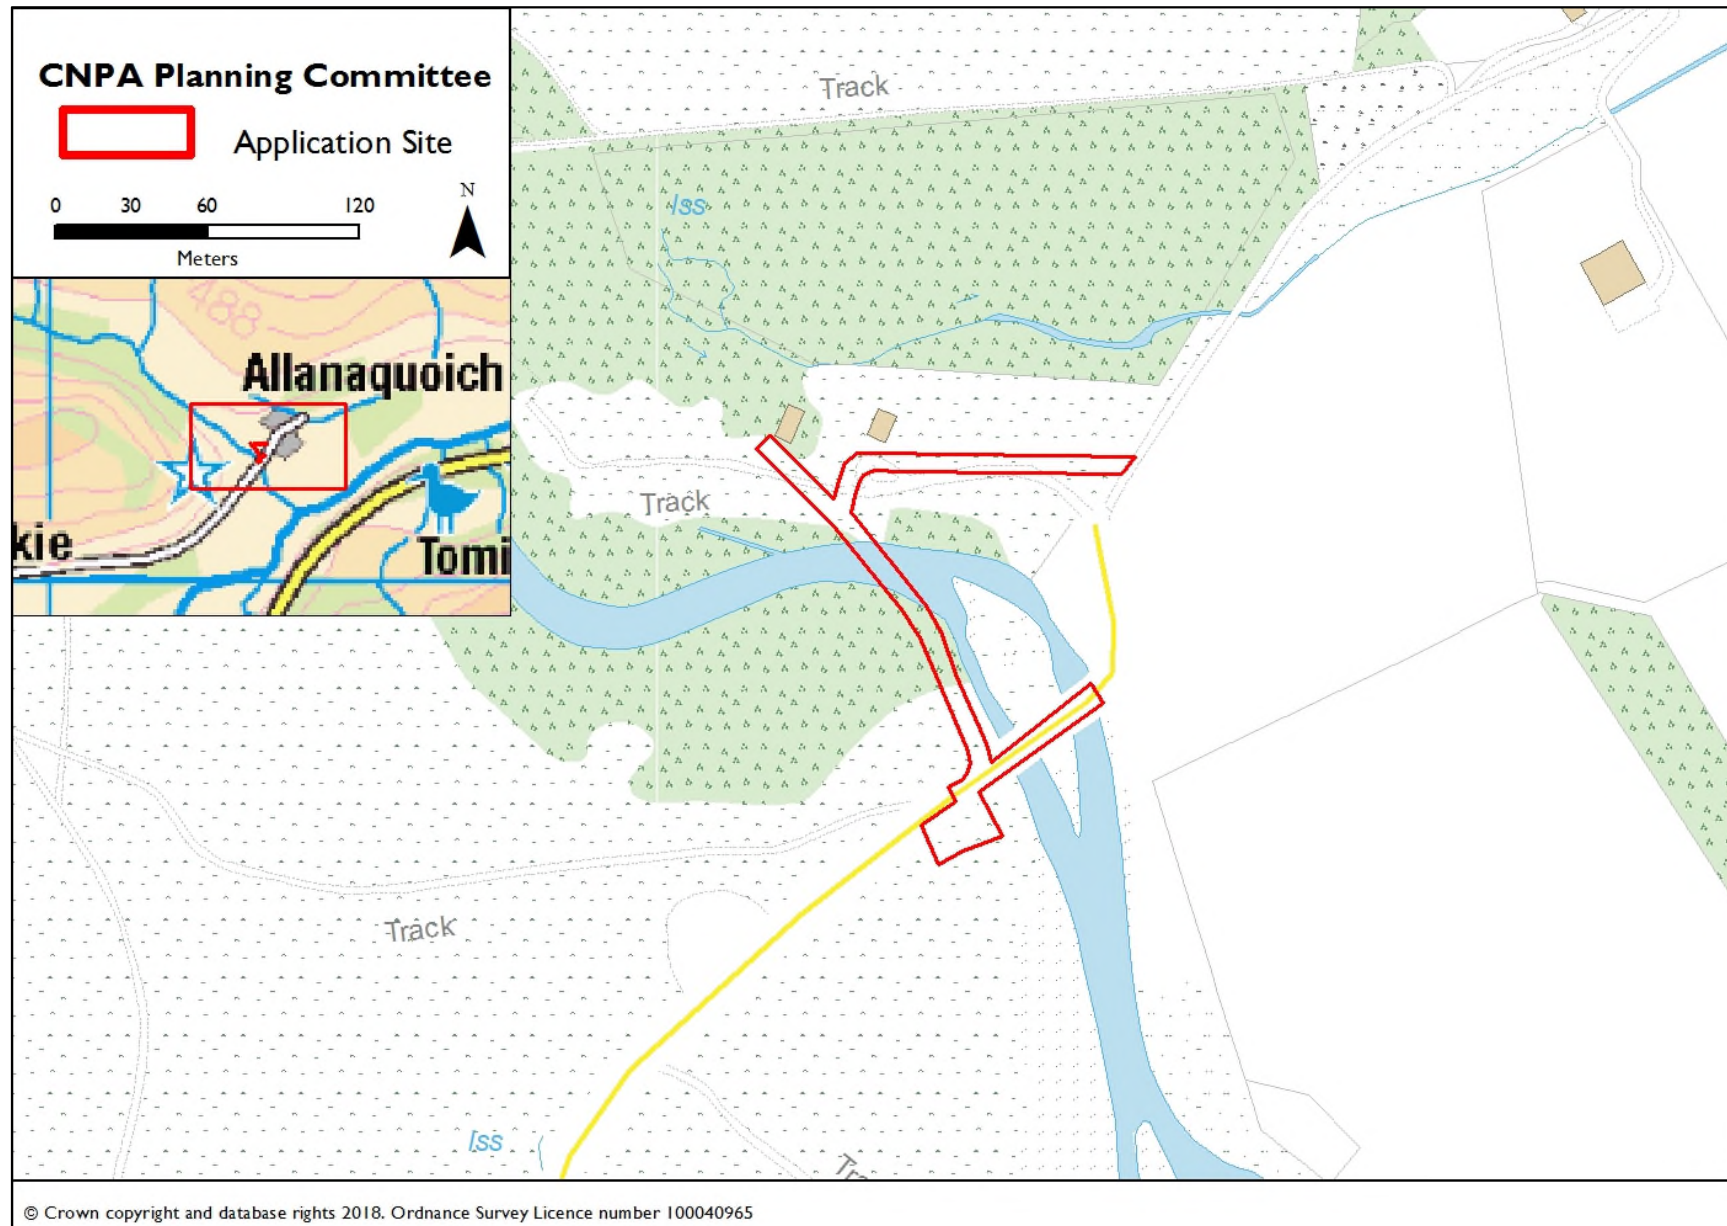 CNPA Planning Committee
Application Site
0 30 60 120
Meters
N
488
Allanaquoich
kie
Tomi
Track
Iss
Track
Track
Iss
© Crown copyright and database rights 2018. Ordnance Survey Licence number 100040965